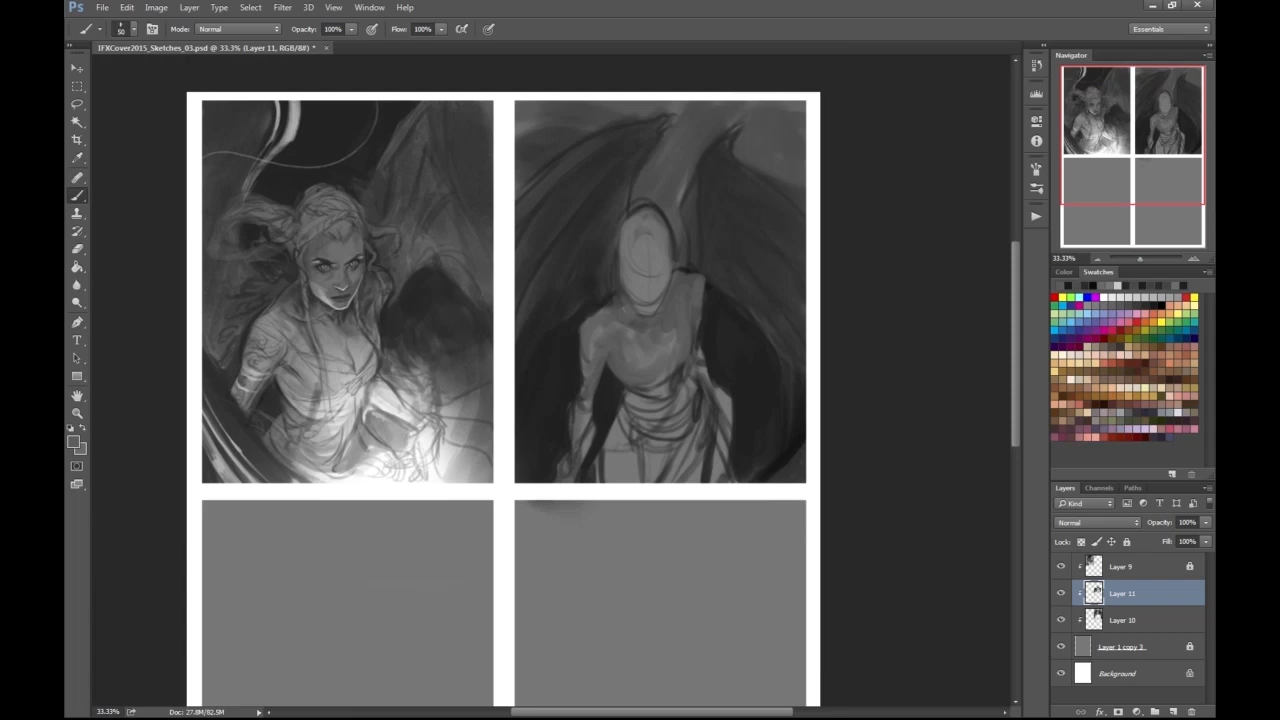 Ps File Edit Image Layer Type Select Filter 3D View Window Help
50 Mode: Normal Opacity: 100% Flow: 100% Essentials
IFXCover2015_Sketches_03.psd @ 33.3% (Layer 11, RGB/8#) * ×
Navigator
33.33%
Color Swatches
Layers Channels Paths
Kind
Normal Opacity: 100%
Lock: Fill: 100%
Layer 9
Layer 11
Layer 10
Layer 1 copy 3
Background
33.33% Doc: 27.8M/82.5M